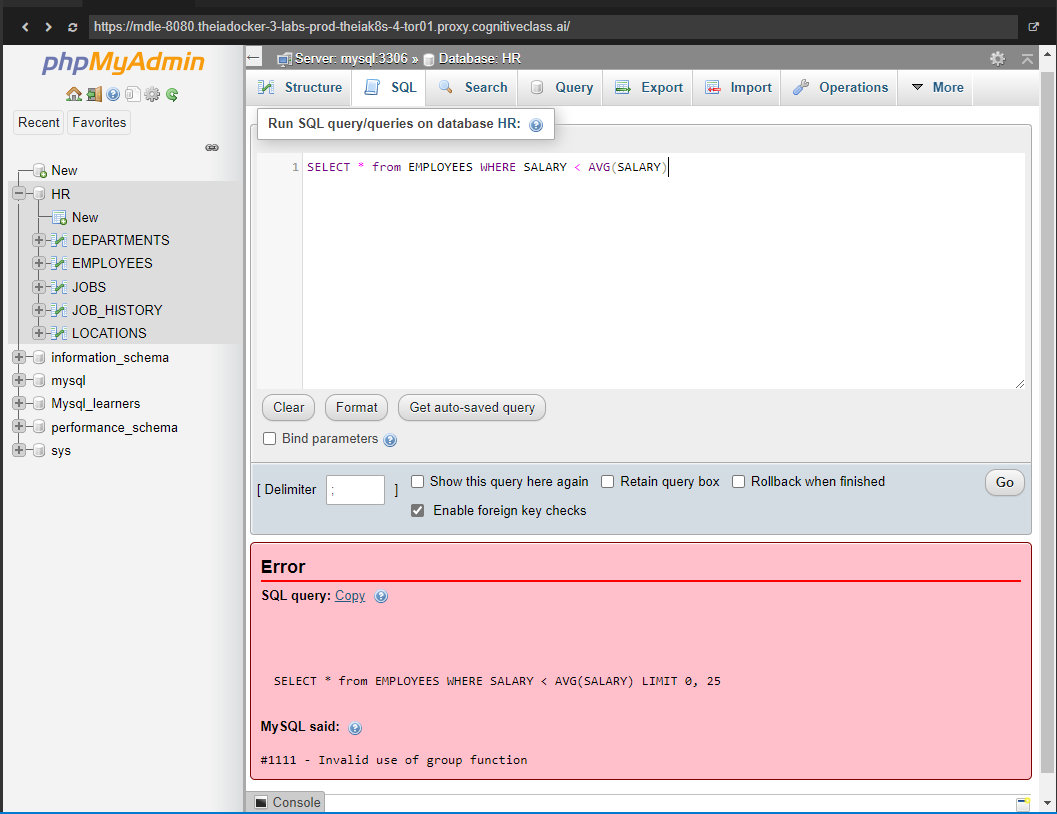 https://mdle-8080.theiadocker-3-labs-prod-theiak8s-4-tor01.proxy.cognitiveclass.ai/
phpMyAdmin
Recent Favorites
New
HR
New
DEPARTMENTS
EMPLOYEES
JOBS
JOB_HISTORY
LOCATIONS
information_schema
mysql
Mysql_learners
performance_schema
sys
Server: mysql:3306 » Database: HR
Structure SQL Search Query Export Import Operations More
Run SQL query/queries on database HR:
1 SELECT * from EMPLOYEES WHERE SALARY < AVG(SALARY)
Clear Format Get auto-saved query
Bind parameters
[ Delimiter ; ] Show this query here again Retain query box Rollback when finished Go
Enable foreign key checks
Error
SQL query: Copy
SELECT * from EMPLOYEES WHERE SALARY < AVG(SALARY) LIMIT 0, 25
MySQL said:
#1111 - Invalid use of group function
Console